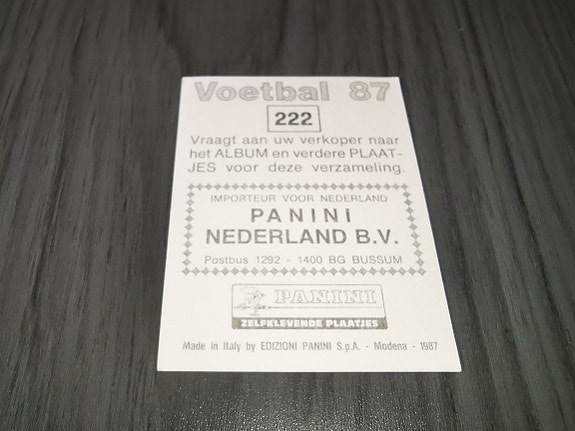 Voetbal 87
222
Vraagt aan uw verkoper naar
het ALBUM en verdere PLAAT-
JES voor deze verzameling.
IMPORTEUR VOOR NEDERLAND
PANINI
NEDERLAND B.V.
Postbus 1292 - 1400 BG BUSSUM
PANINI
ZELFKLEVENDE PLAATJES
Made in Italy by EDIZIONI PANINI S.p.A. - Modena - 1987